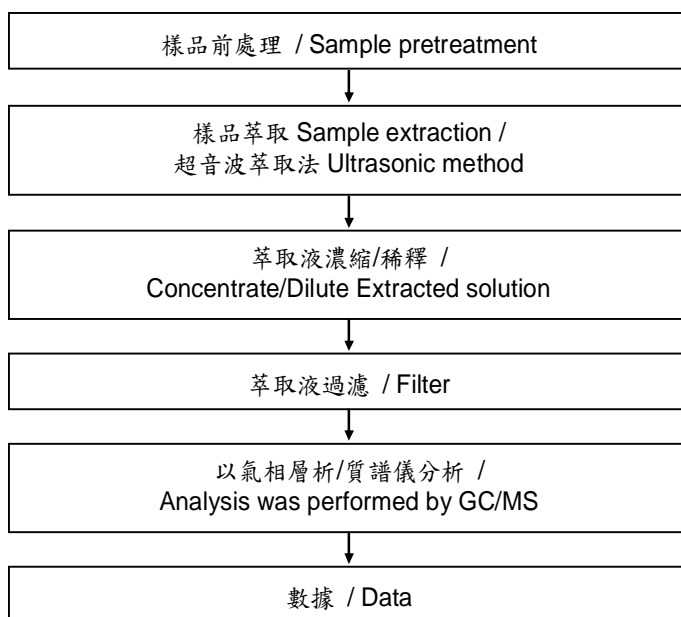 樣品前處理 / Sample pretreatment
樣品萃取 Sample extraction /
超音波萃取法 Ultrasonic method
萃取液濃縮/稀釋 /
Concentrate/Dilute Extracted solution
萃取液過濾 / Filter
以氣相層析/質譜儀分析 /
Analysis was performed by GC/MS
數據 / Data